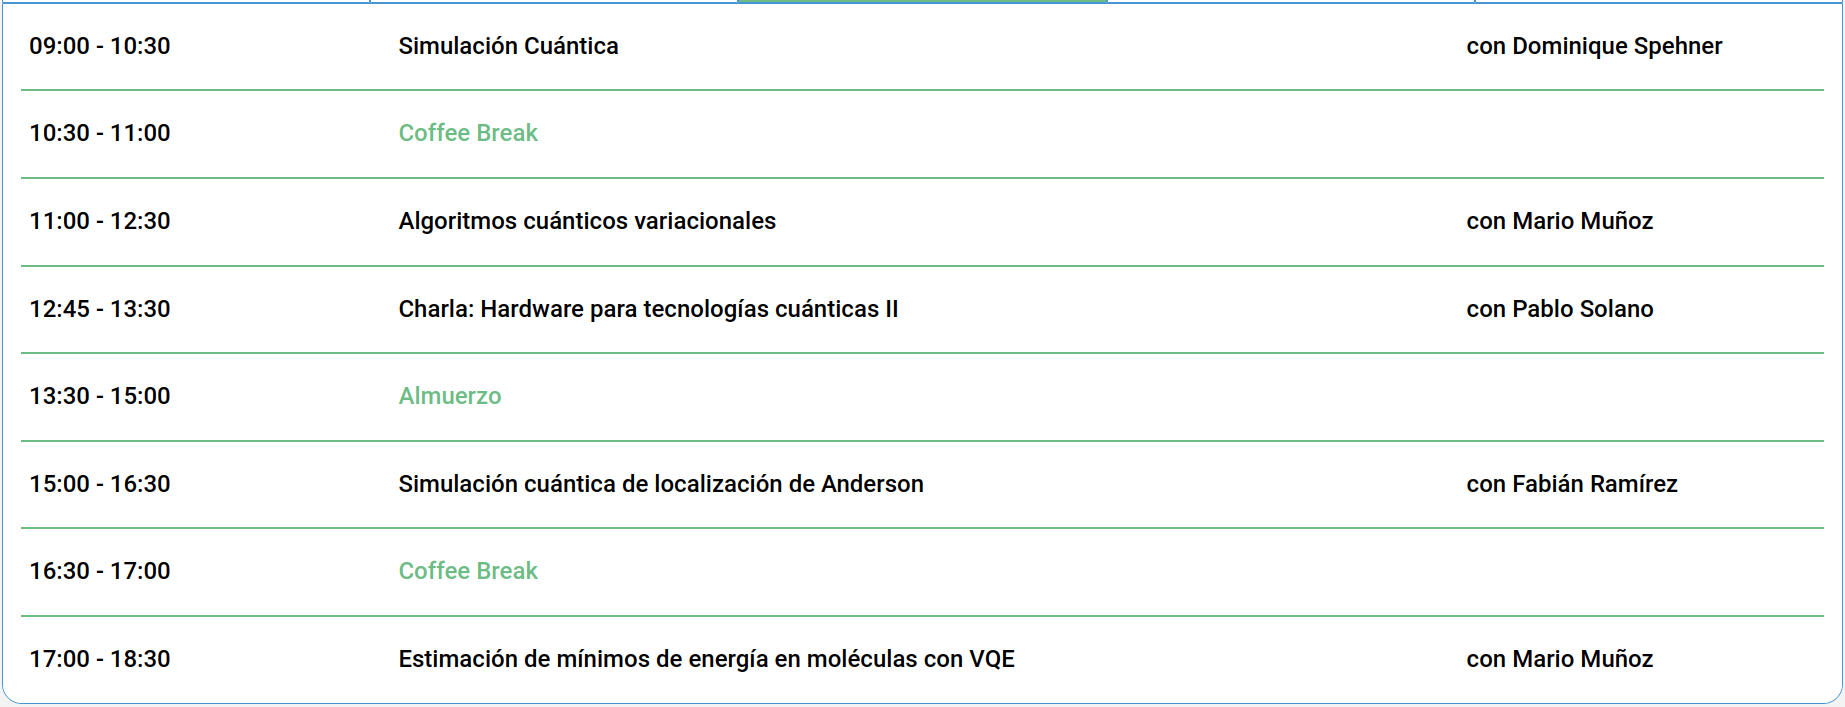 09:00 - 10:30 Simulación Cuántica con Dominique Spehner
10:30 - 11:00 Coffee Break
11:00 - 12:30 Algoritmos cuánticos variacionales con Mario Muñoz
12:45 - 13:30 Charla: Hardware para tecnologías cuánticas II con Pablo Solano
13:30 - 15:00 Almuerzo
15:00 - 16:30 Simulación cuántica de localización de Anderson con Fabián Ramírez
16:30 - 17:00 Coffee Break
17:00 - 18:30 Estimación de mínimos de energía en moléculas con VQE con Mario Muñoz